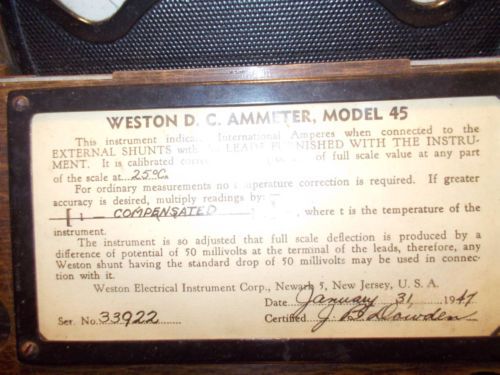 WESTON D. C. AMMETER, MODEL 45
This instrument indicates International Amperes when connected to the
EXTERNAL SHUNTS with LEADS FURNISHED WITH THE INSTRU-
MENT. It is calibrated of full scale value at any part
of the scale at 25°C.
For ordinary measurements no temperature correction is required. If greater
accuracy is desired, multiply readings by:
[ 1 COMPENSATED ], where t is the temperature of the
instrument.
The instrument is so adjusted that full scale deflection is produced by a
difference of potential of 50 millivolts at the terminal of the leads, therefore, any
Weston shunt having the standard drop of 50 millivolts may be used in connec-
tion with it.
Weston Electrical Instrument Corp., Newark 5, New Jersey, U. S. A.
Date January 31, 1947
Ser. No. 33922 Certified J B Dowden